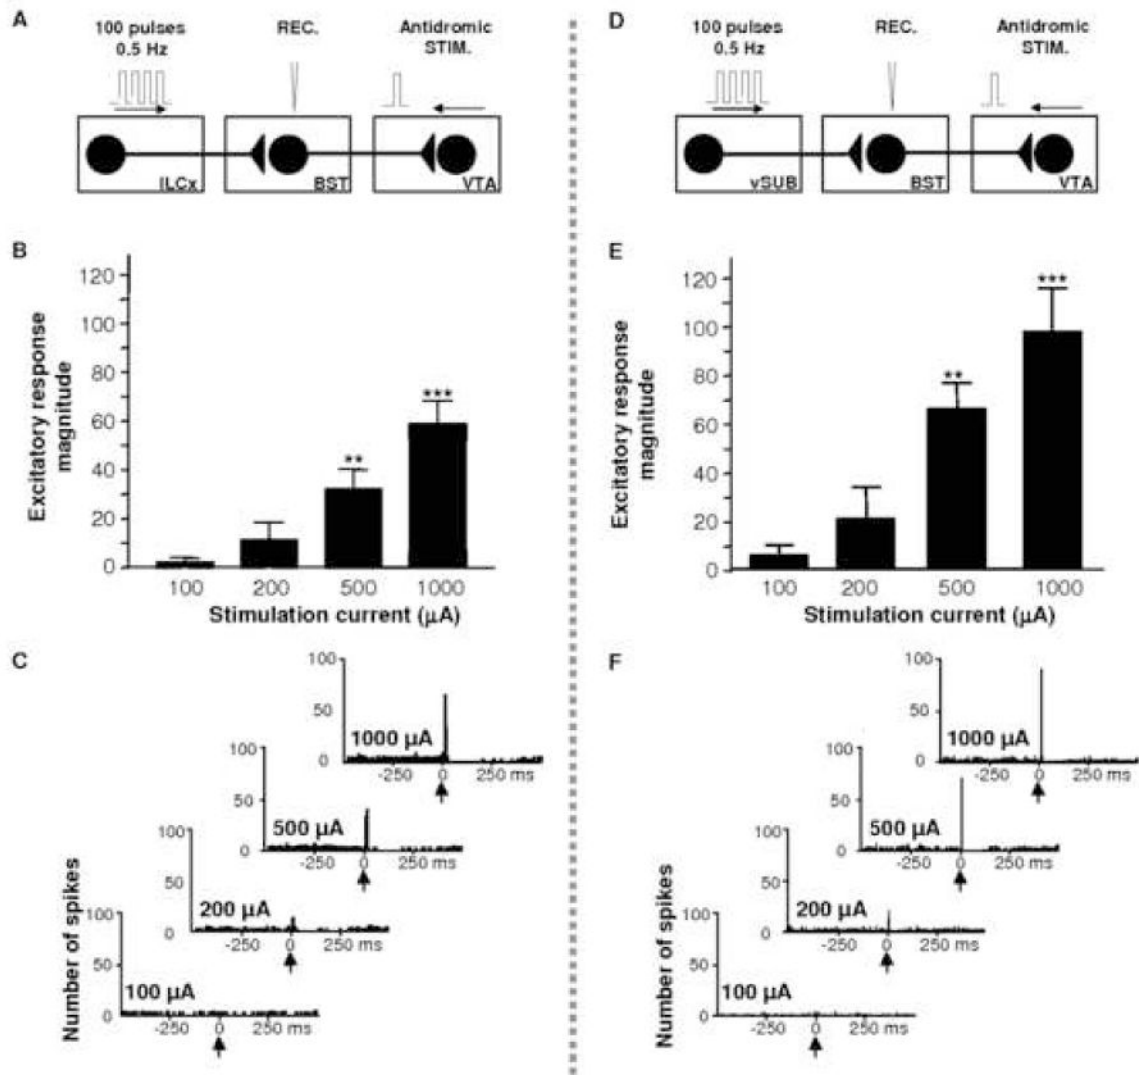 A
100 pulses
0.5 Hz
REC.
Antidromic
STIM.
ILCx
BST
VTA
B
Excitatory response
magnitude
120
100
80
60
40
20
0
**
***
100 200 500 1000
Stimulation current (μA)
C
Number of spikes
100
50
0
1000 μA
-250 0 250 ms
100
50
0
500 μA
-250 0 250 ms
100
50
0
200 μA
-250 0 250 ms
100
50
0
100 μA
-250 0 250 ms
D
100 pulses
0.5 Hz
REC.
Antidromic
STIM.
vSUB
BST
VTA
E
Excitatory response
magnitude
120
100
80
60
40
20
0
**
***
100 200 500 1000
Stimulation current (μA)
F
Number of spikes
100
50
0
1000 μA
-250 0 250 ms
100
50
0
500 μA
-250 0 250 ms
100
50
0
200 μA
-250 0 250 ms
100
50
0
100 μA
-250 0 250 ms